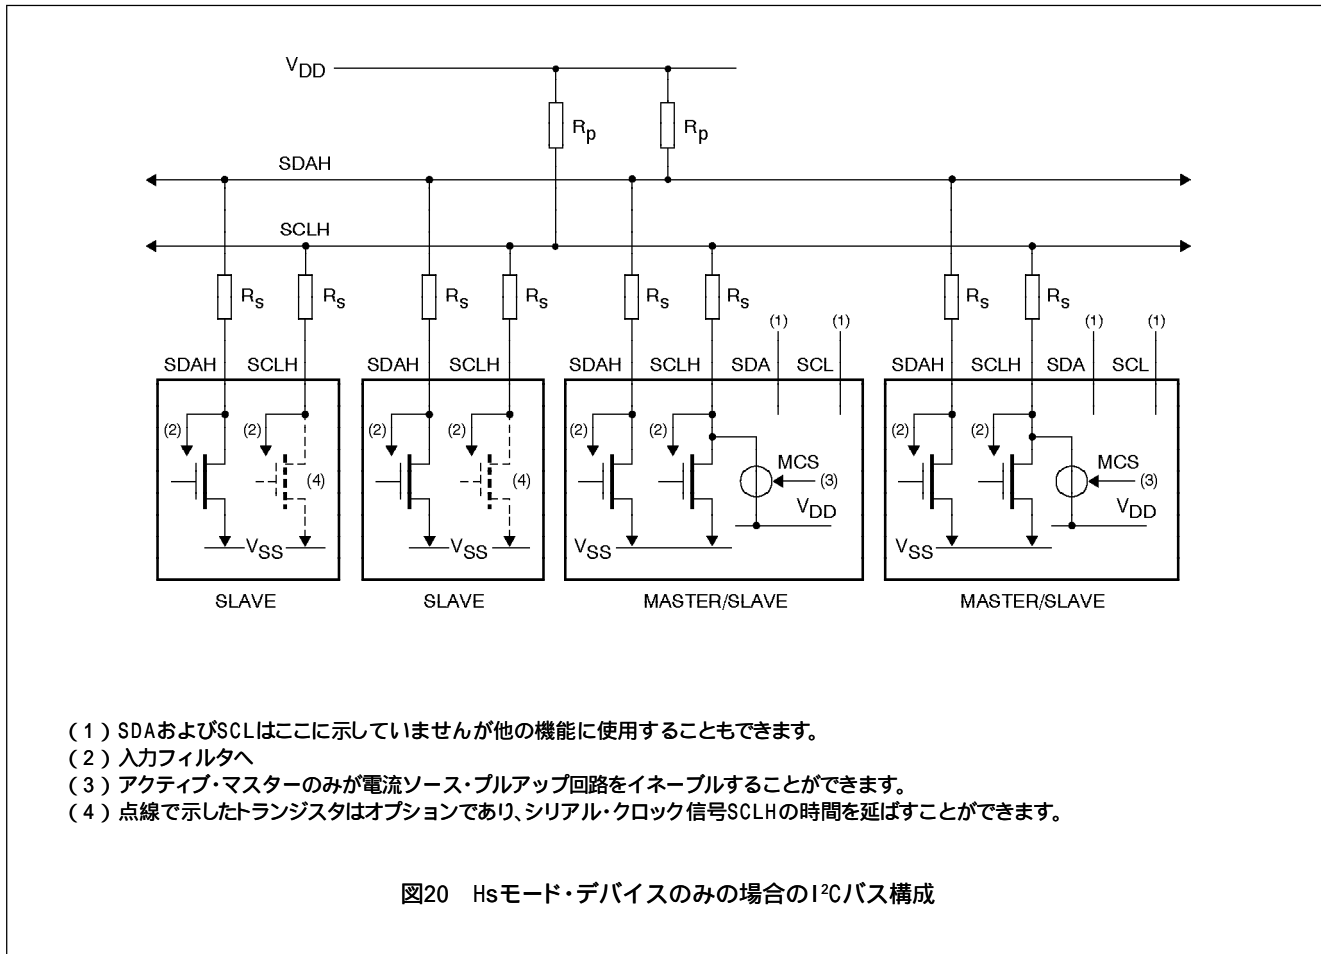 VDD
Rp Rp
SDAH
SCLH
Rs Rs Rs Rs Rs Rs Rs Rs
(1) (1) (1) (1)
SDAH SCLH SDAH SCLH SDAH SCLH SDA SCL SDAH SCLH SDA SCL
(2) (2) (2) (2) (2) (2) (2) (2)
(4) (4) MCS (3) MCS (3)
VDD VDD
VSS VSS VSS VSS
SLAVE SLAVE MASTER/SLAVE MASTER/SLAVE
(1)SDAおよびSCLはここに示していませんが他の機能に使用することもできます。
(2)入力フィルタへ
(3)アクティブ・マスターのみが電流ソース・プルアップ回路をイネーブルすることができます。
(4)点線で示したトランジスタはオプションであり、シリアル・クロック信号SCLHの時間を延ばすことができます。
図20 Hsモード・デバイスのみの場合のI²Cバス構成